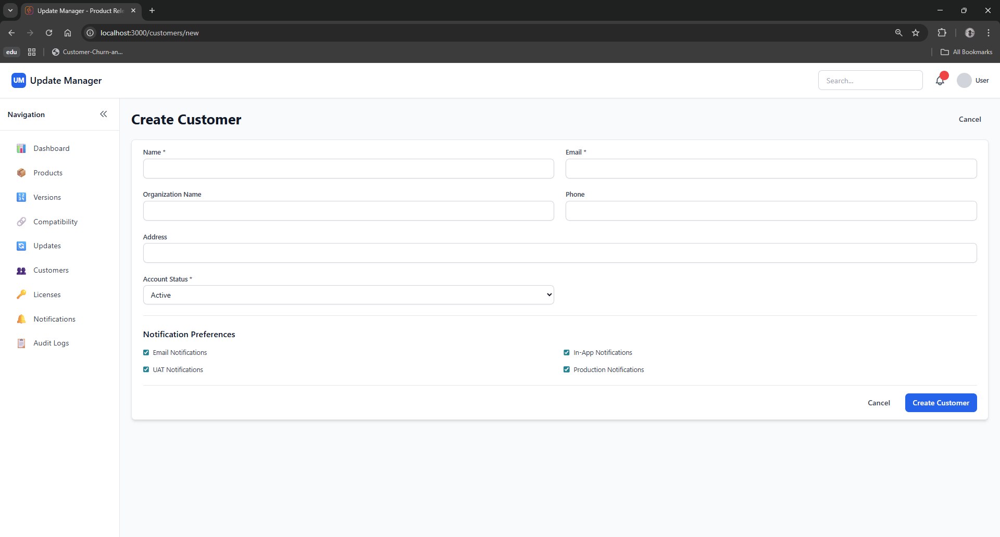 Update Manager - Product Rele
localhost:3000/customers/new
edu
Customer-Churn-an...
All Bookmarks
UM
Update Manager
Search...
User
Navigation
Create Customer
Cancel
Dashboard
Products
Versions
Compatibility
Updates
Customers
Licenses
Notifications
Audit Logs
Name *
Email *
Organization Name
Phone
Address
Account Status *
Active
Notification Preferences
Email Notifications
In-App Notifications
UAT Notifications
Production Notifications
Cancel
Create Customer